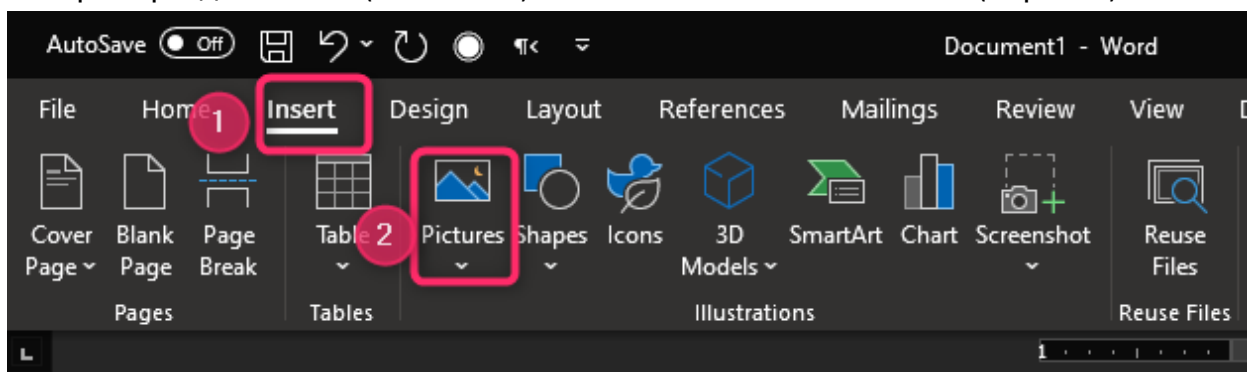 AutoSave Off Document1 - Word
File Home Insert Design Layout References Mailings Review View
1
Cover Blank Page Table 2 Pictures Shapes Icons 3D SmartArt Chart Screenshot Reuse
Page Page Break Models Files
Pages Tables Illustrations Reuse Files
1